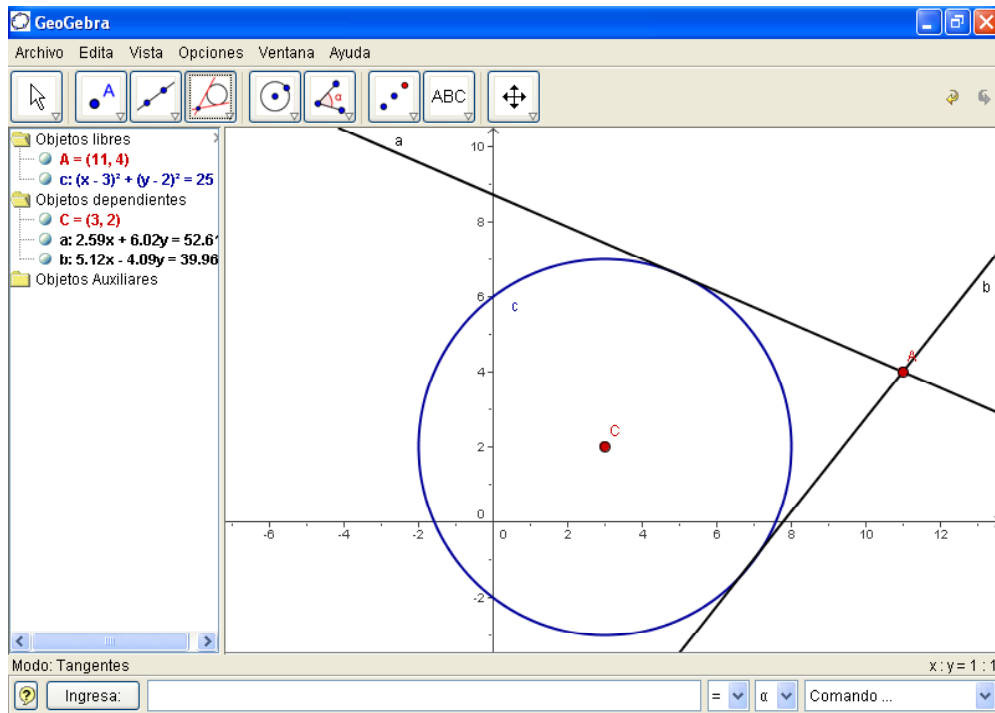 GeoGebra
Archivo Edita Vista Opciones Ventana Ayuda
A
α
ABC
Objetos libres
A = (11, 4)
c: (x - 3)² + (y - 2)² = 25
Objetos dependientes
C = (3, 2)
a: 2.59x + 6.02y = 52.61
b: 5.12x - 4.09y = 39.96
Objetos Auxiliares
a
10
8
b
6
c
A
4
C
2
0
-6 -4 -2 0 2 4 6 8 10 12
-2
Modo: Tangentes
x : y = 1 : 1
? Ingresa: = α Comando ...